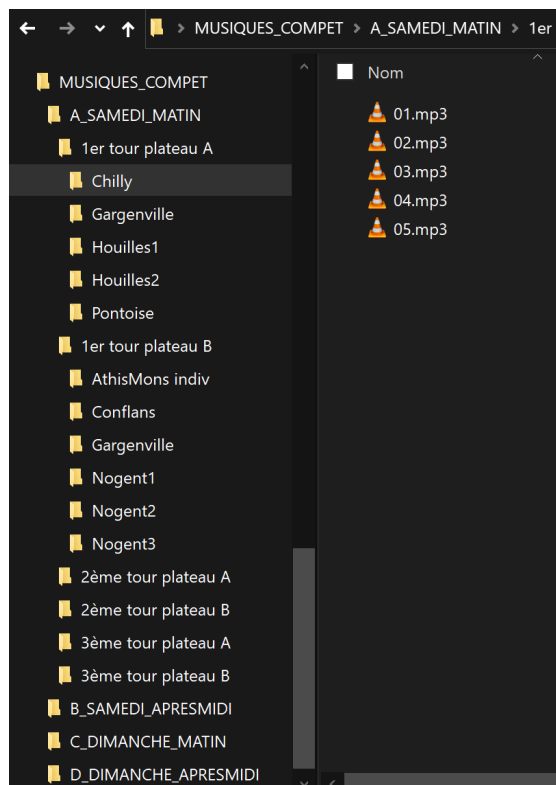 MUSIQUES_COMPET > A_SAMEDI_MATIN > 1er
MUSIQUES_COMPET
A_SAMEDI_MATIN
1er tour plateau A
Chilly
Gargenville
Houilles1
Houilles2
Pontoise
1er tour plateau B
AthisMons indiv
Conflans
Gargenville
Nogent1
Nogent2
Nogent3
2ème tour plateau A
2ème tour plateau B
3ème tour plateau A
3ème tour plateau B
B_SAMEDI_APRESMIDI
C_DIMANCHE_MATIN
D_DIMANCHE_APRESMIDI
Nom
01.mp3
02.mp3
03.mp3
04.mp3
05.mp3